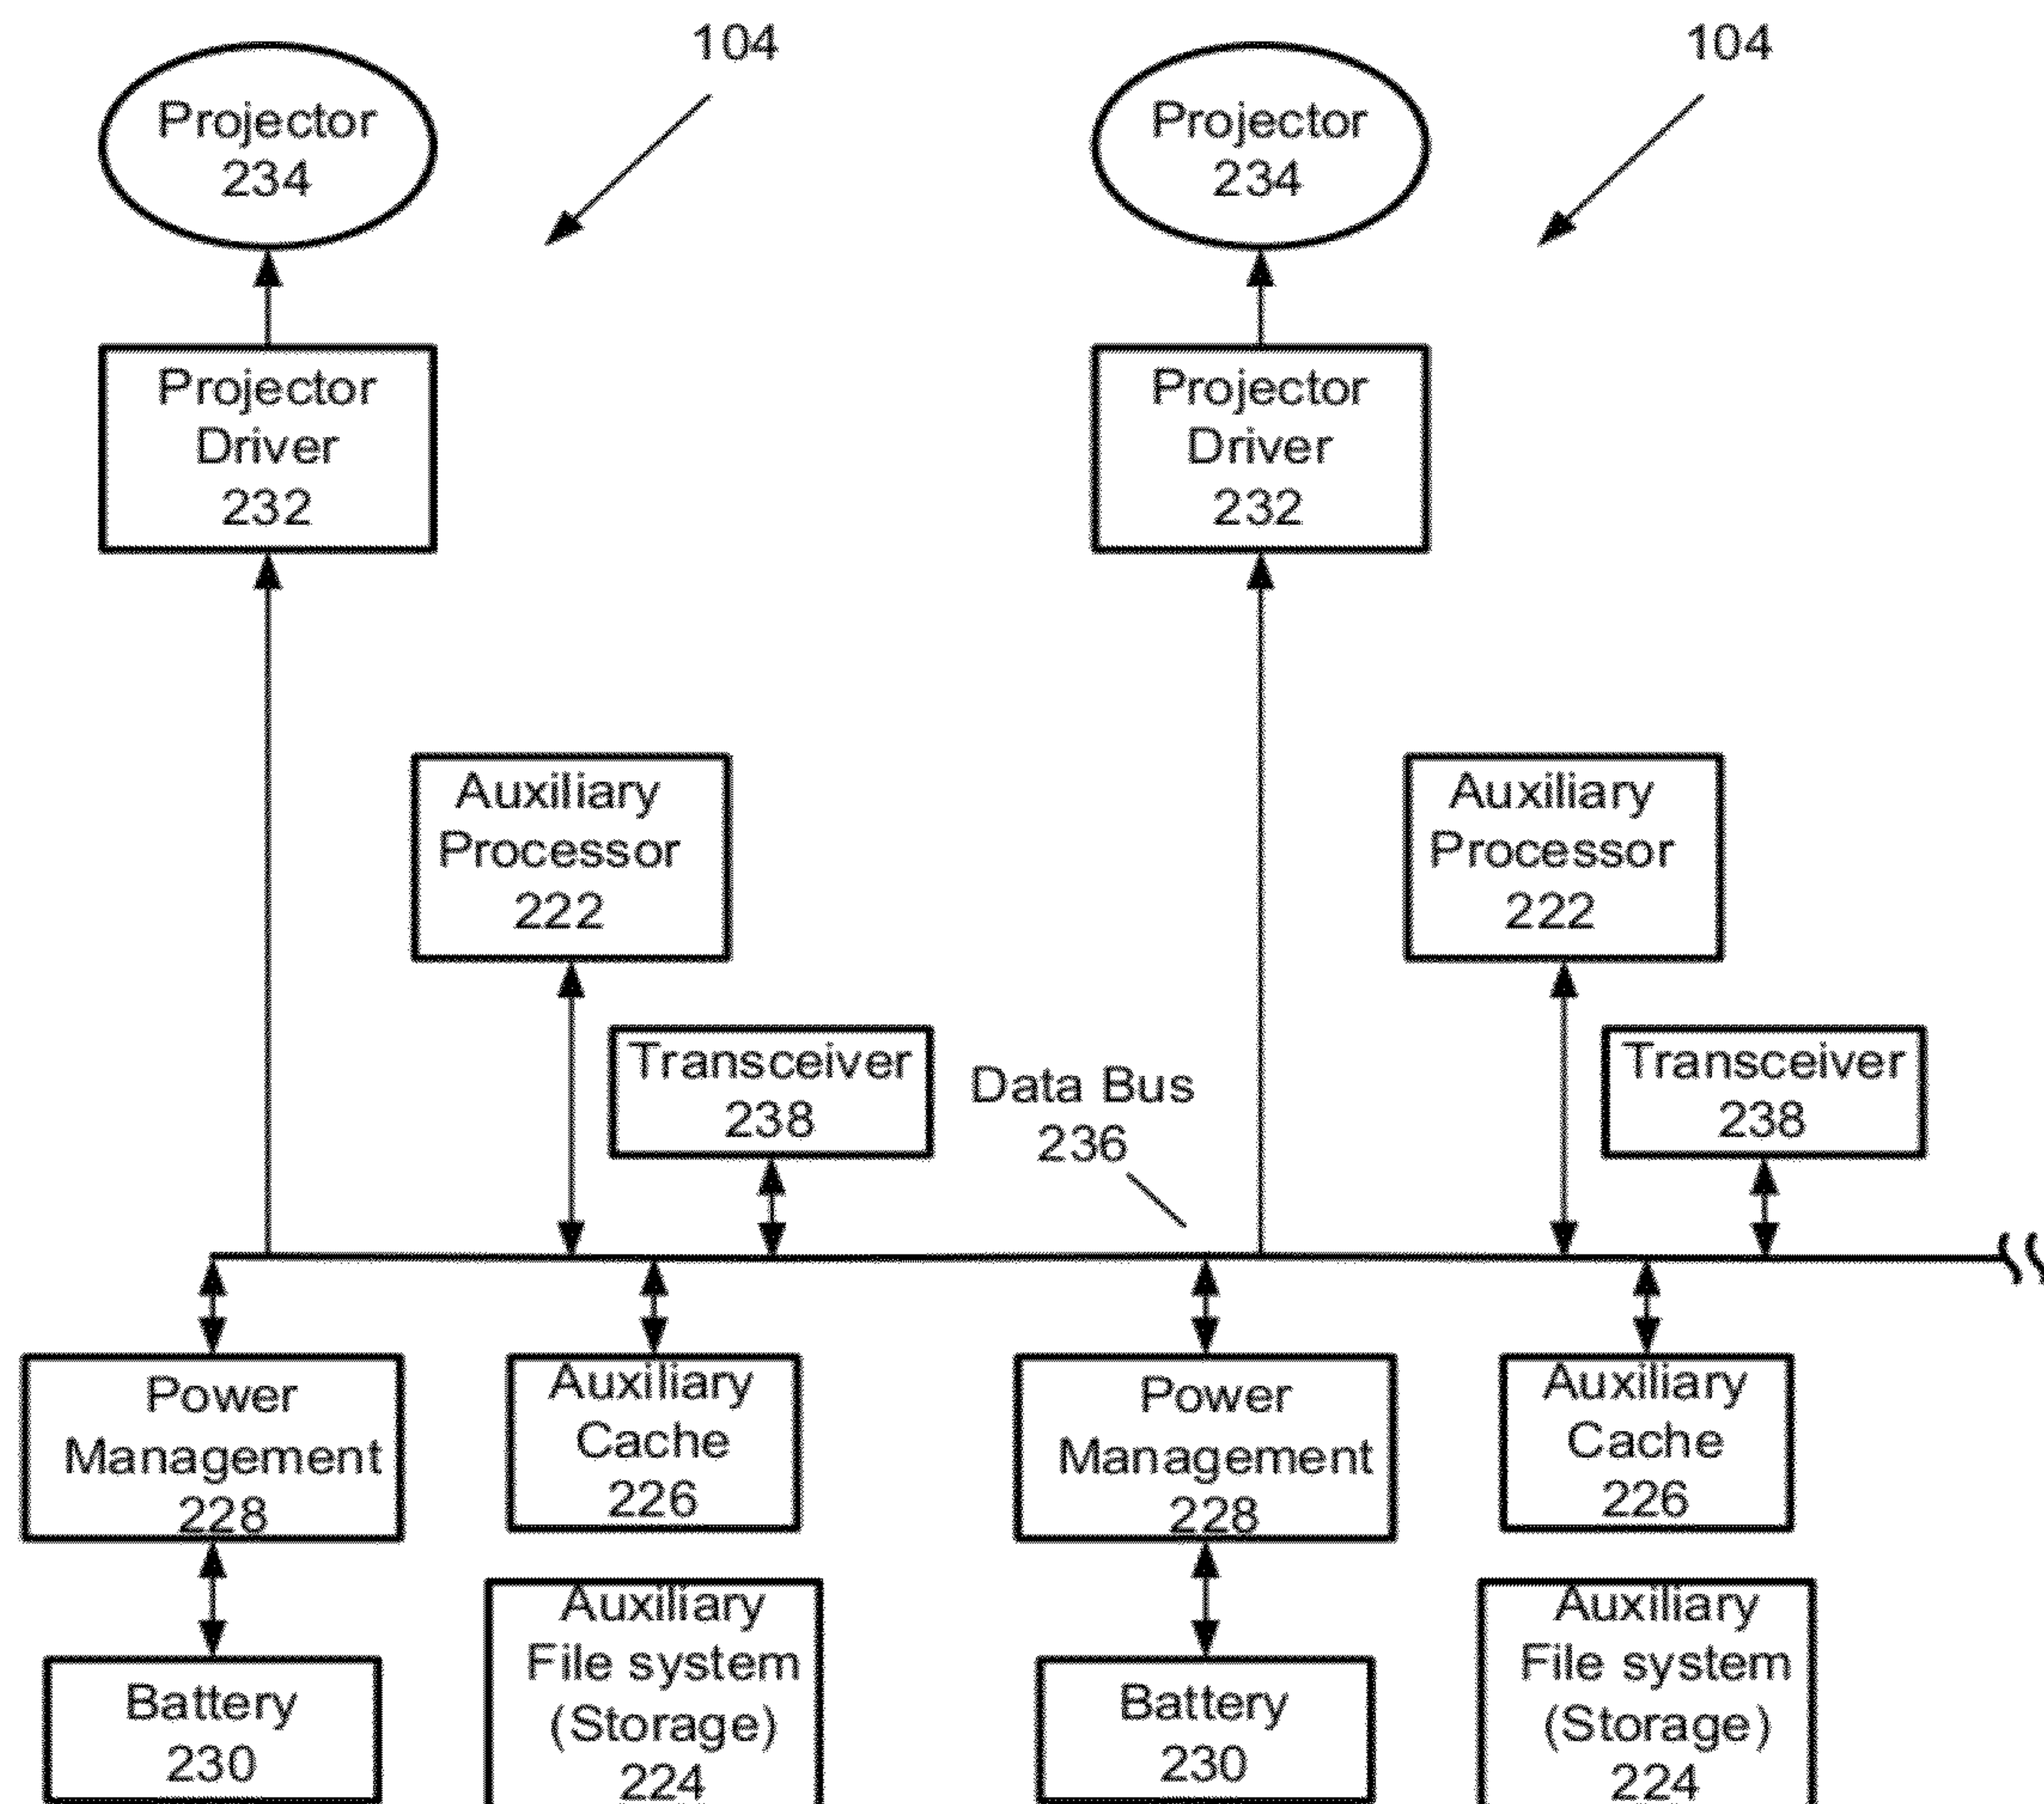 104
104
Projector
234
Projector
234
Projector
Driver
232
Projector
Driver
232
Auxiliary
Processor
222
Auxiliary
Processor
222
Transceiver
238
Data Bus
236
Transceiver
238
Power
Management
228
Auxiliary
Cache
226
Power
Management
228
Auxiliary
Cache
226
Battery
230
Auxiliary
File system
(Storage)
224
Battery
230
Auxiliary
File system
(Storage)
224